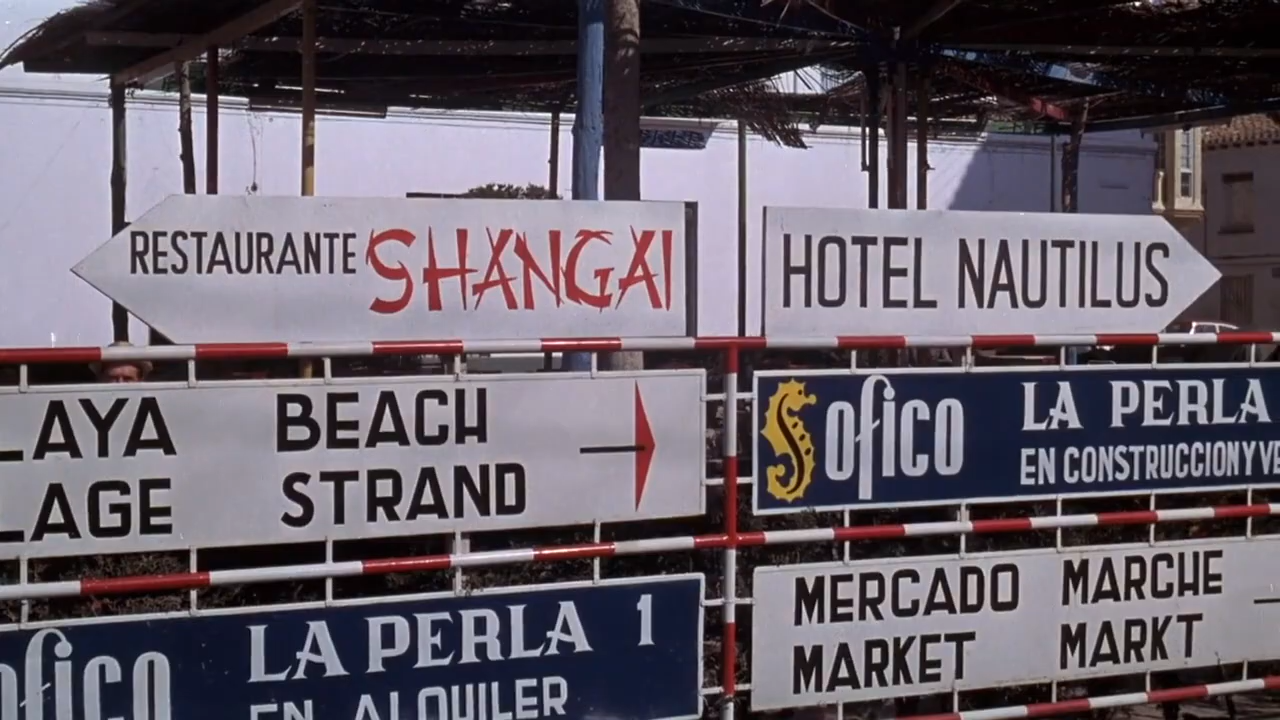 RESTAURANTE SHANGAI
HOTEL NAUTILUS
LAYA BEACH
LAGE STRAND
Sofico LA PERLA
EN CONSTRUCCION Y VE
ofico LA PERLA 1
EN ALQUILER
MERCADO MARCHE
MARKET MARKT